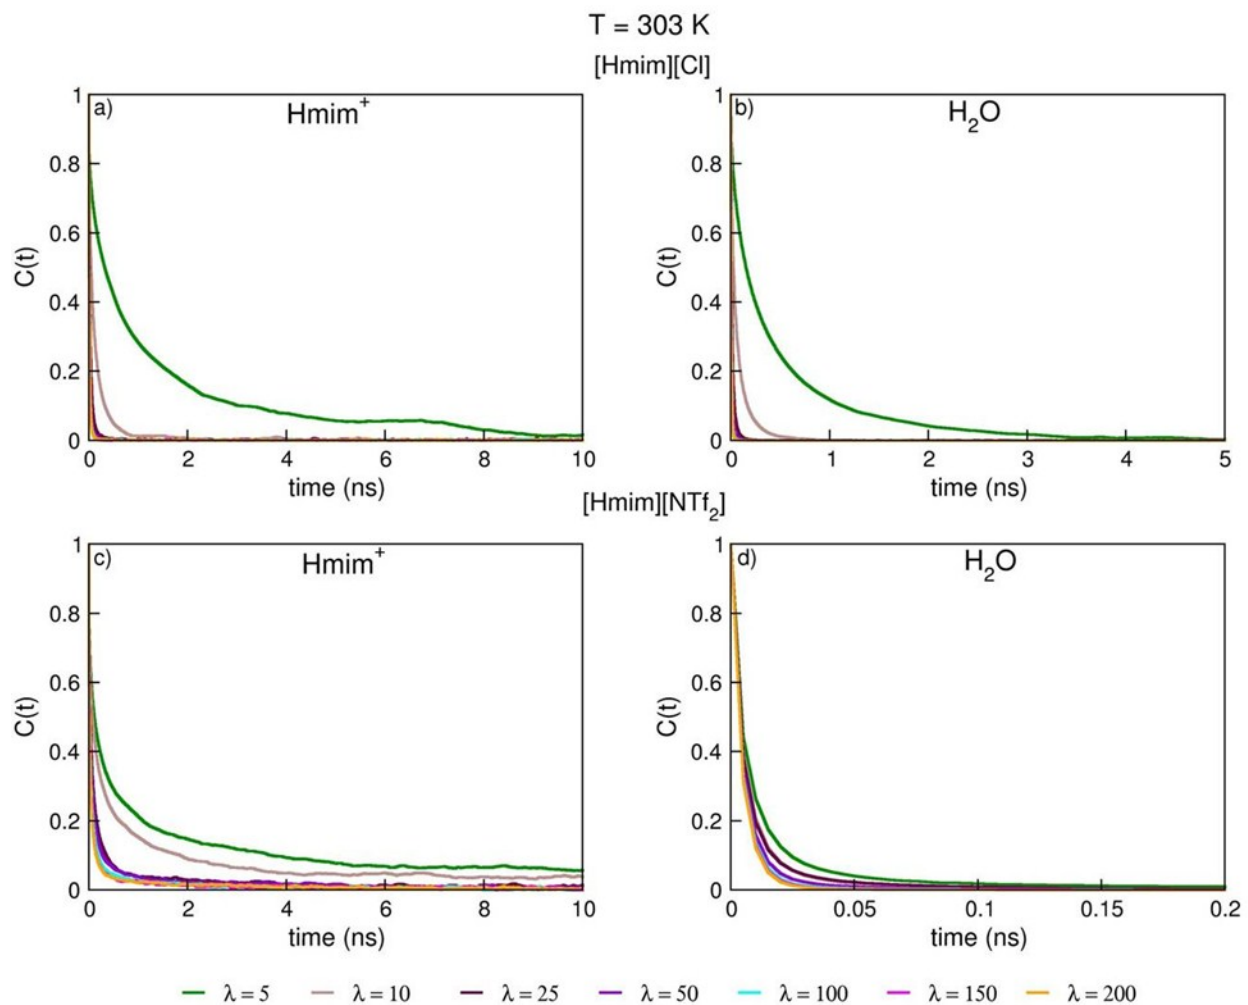 T = 303 K
[Hmim][Cl]
a) Hmim⁺
b) H₂O
1
0.8
0.6
0.4
0.2
0
C(t)
0 2 4 6 8 10
time (ns)
1
0.8
0.6
0.4
0.2
0
C(t)
0 1 2 3 4 5
time (ns)
[Hmim][NTf₂]
c) Hmim⁺
d) H₂O
1
0.8
0.6
0.4
0.2
0
C(t)
0 2 4 6 8 10
time (ns)
1
0.8
0.6
0.4
0.2
0
C(t)
0 0.05 0.1 0.15 0.2
time (ns)
λ = 5 λ = 10 λ = 25 λ = 50 λ = 100 λ = 150 λ = 200